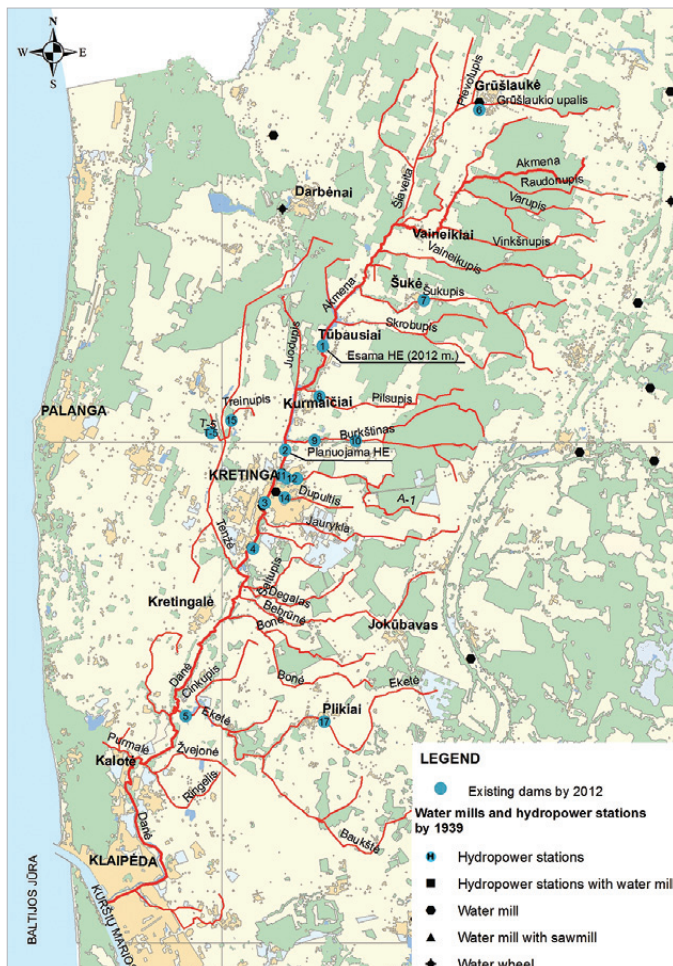 N
W
E
S
Grūšlaukė
Prievolupis
Grūšlaukio upalis
6
Akmena
Raudonupis
Šlaveita
Varupis
Darbėnai
Vaineikiai
Vinkšnupis
Vaineikupis
Šukė
Šukupis
7
Akmena
Skrobupis
Tūbausiai
1
Esama HE (2012 m.)
Juodupis
8
Kurmaičiai
Pilsupis
Treinupis
15
T-5
PALANGA
Burkštinas
9
10
2
Planuojama HE
KRETINGA
12
A-1
14
Dupultis
3
Jaurykla
Tenžė
4
Degalas
Kretingalė
Bebrūnė
Bonė
Jokūbavas
Danė
Cinkupis
Bonė
Ekelė
5
Eketė
Plikiai
17
Purmalė
Žvejonė
Kalotė
Ringelis
Danė
Baukštė
KLAIPĖDA
BALTIJOS JŪRA
KURŠIŲ MARIOS
LEGEND
Existing dams by 2012
Water mills and hydropower stations
by 1939
H
Hydropower stations
Hydropower stations with water mill
Water mill
Water mill with sawmill
Water wheel